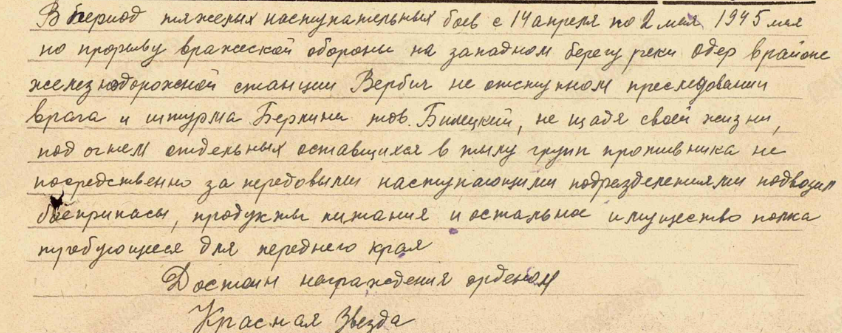 В период тяжелых наступательных боев с 14 апреля по 2 мая 1945 мая
по прорыву вражеской обороны на западном берегу реки Одер в районе
железнодорожной станции Вербич не отступном преследовании
врага и штурма Берлина тов. Билецкий, не щадя своей жизни,
под огнем отдельных оставшихся в тылу групп противника не
посредственно за передовыми наступающими подразделениями подвозил
боеприпасы, продукты питания и остальное имущество полка
требующееся для переднего края
Достоин награждения орденом
Красная Звезда